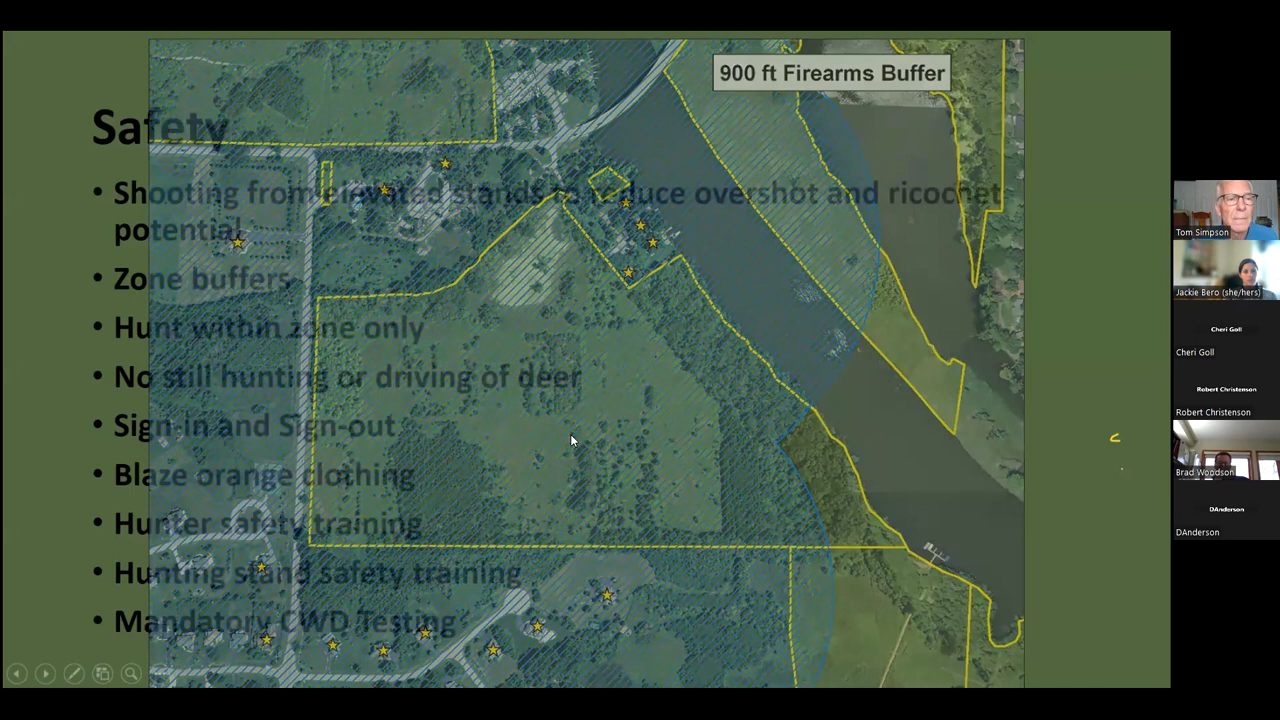 900 ft Firearms Buffer
Safety
• Shooting from elevated stands to reduce overshot and ricochet
potential
• Zone buffers
• Hunt within zone only
• No still hunting or driving of deer
• Sign-in and Sign-out
• Blaze orange clothing
• Hunter safety training
• Hunting stand safety training
• Mandatory CWD Testing
Tom Simpson
Jackie Bero (she/hers)
Cheri Goll
Cheri Goll
Robert Christenson
Robert Christenson
Brad Woodson
DAnderson
DAnderson